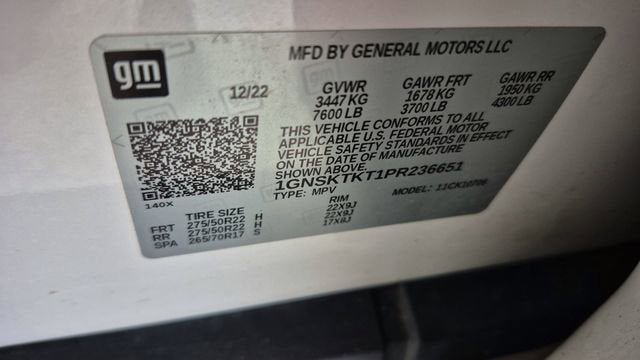 gm
MFD BY GENERAL MOTORS LLC
12/22
GVWR
3447 KG
7600 LB
GAWR FRT
1678 KG
3700 LB
GAWR RR
1950 KG
4300 LB
THIS VEHICLE CONFORMS TO ALL
APPLICABLE U.S. FEDERAL MOTOR
VEHICLE SAFETY STANDARDS IN EFFECT
ON THE DATE OF MANUFACTURE
SHOWN ABOVE.
1GNSKTKT1PR236651
TYPE: MPV MODEL: 11CK10706
140X
TIRE SIZE RIM
FRT 275/50R22 H 22X9J
RR 275/50R22 H 22X9J
SPA 265/70R17 S 17X8J